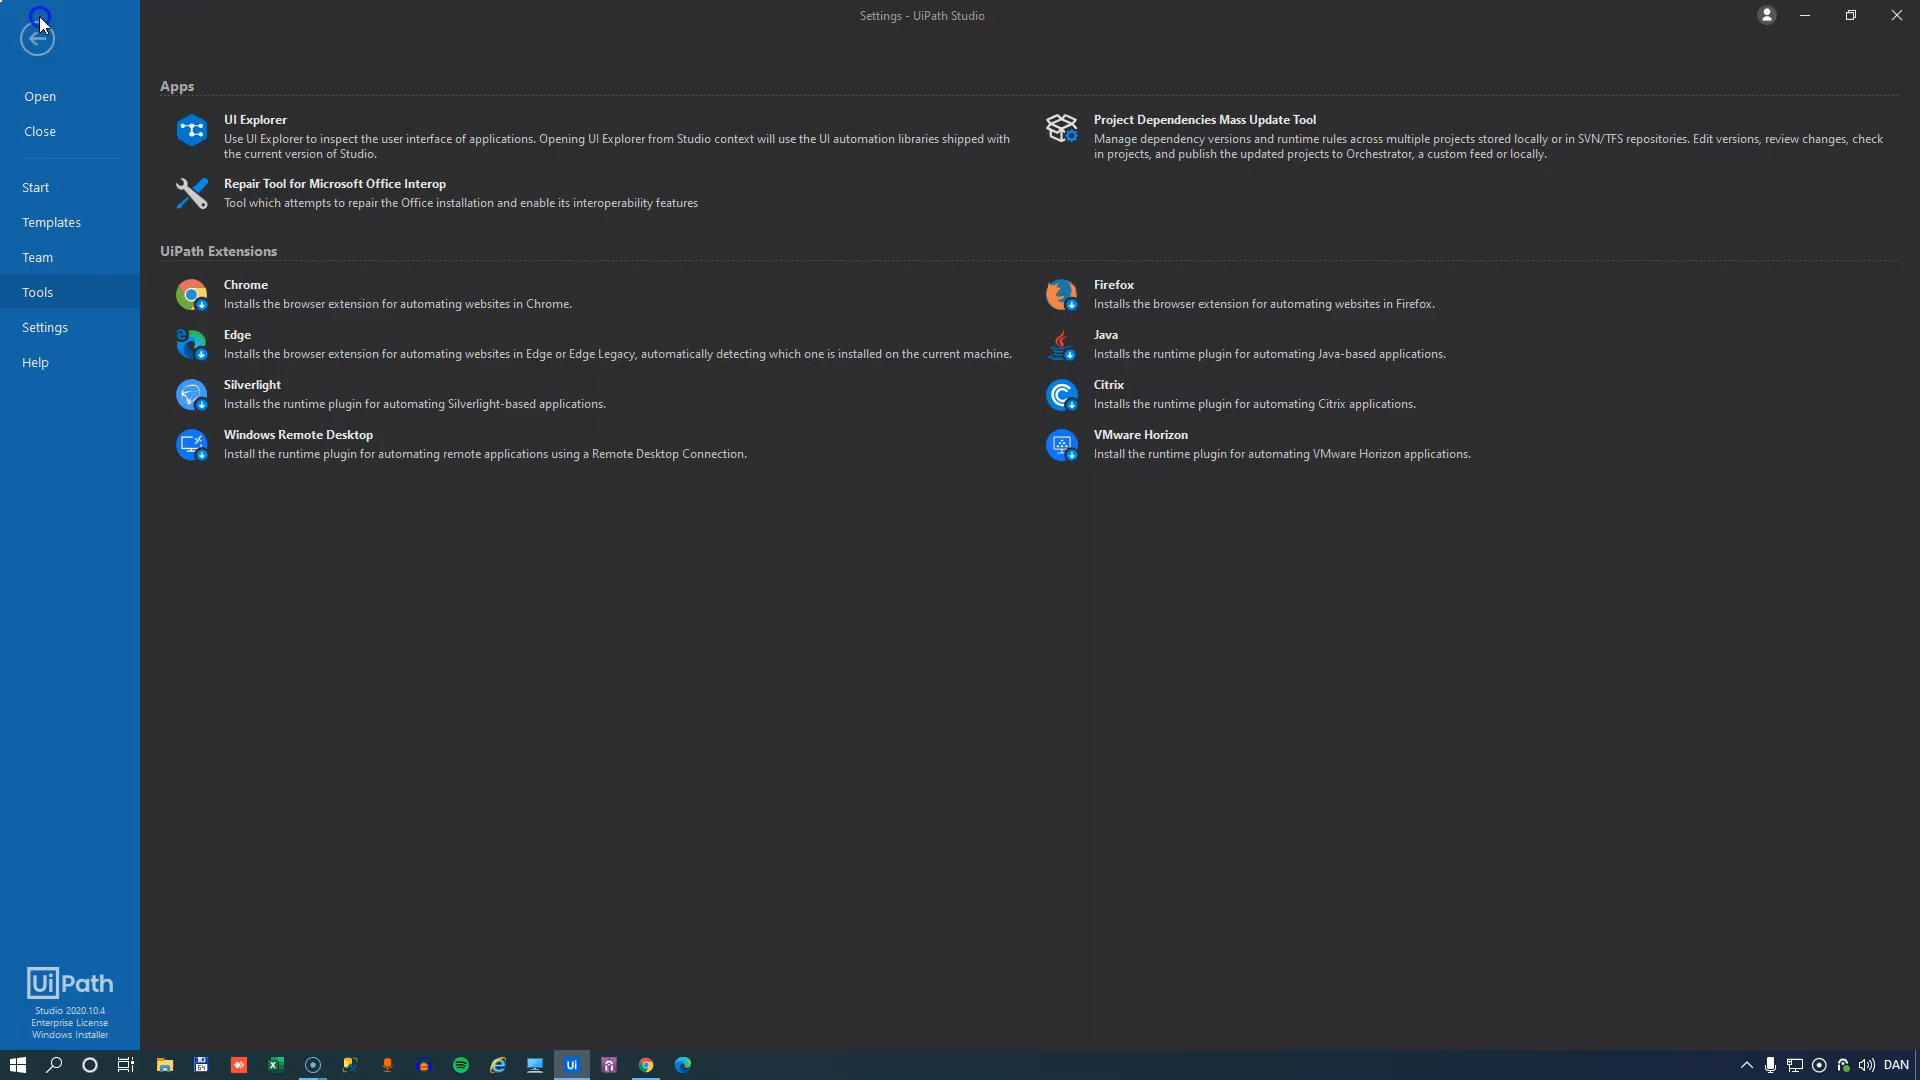 Settings - UiPath Studio
Open
Close
Start
Templates
Team
Tools
Settings
Help
Apps
UI Explorer
Use UI Explorer to inspect the user interface of applications. Opening UI Explorer from Studio context will use the UI automation libraries shipped with
the current version of Studio.
Project Dependencies Mass Update Tool
Manage dependency versions and runtime rules across multiple projects stored locally or in SVN/TFS repositories. Edit versions, review changes, check
in projects, and publish the updated projects to Orchestrator, a custom feed or locally.
Repair Tool for Microsoft Office Interop
Tool which attempts to repair the Office installation and enable its interoperability features
UiPath Extensions
Chrome
Installs the browser extension for automating websites in Chrome.
Firefox
Installs the browser extension for automating websites in Firefox.
Edge
Installs the browser extension for automating websites in Edge or Edge Legacy, automatically detecting which one is installed on the current machine.
Java
Installs the runtime plugin for automating Java-based applications.
Silverlight
Installs the runtime plugin for automating Silverlight-based applications.
Citrix
Installs the runtime plugin for automating Citrix applications.
Windows Remote Desktop
Install the runtime plugin for automating remote applications using a Remote Desktop Connection.
VMware Horizon
Install the runtime plugin for automating VMware Horizon applications.
UiPath
Studio 2020.10.4
Enterprise License
Windows Installer
Ui
DAN